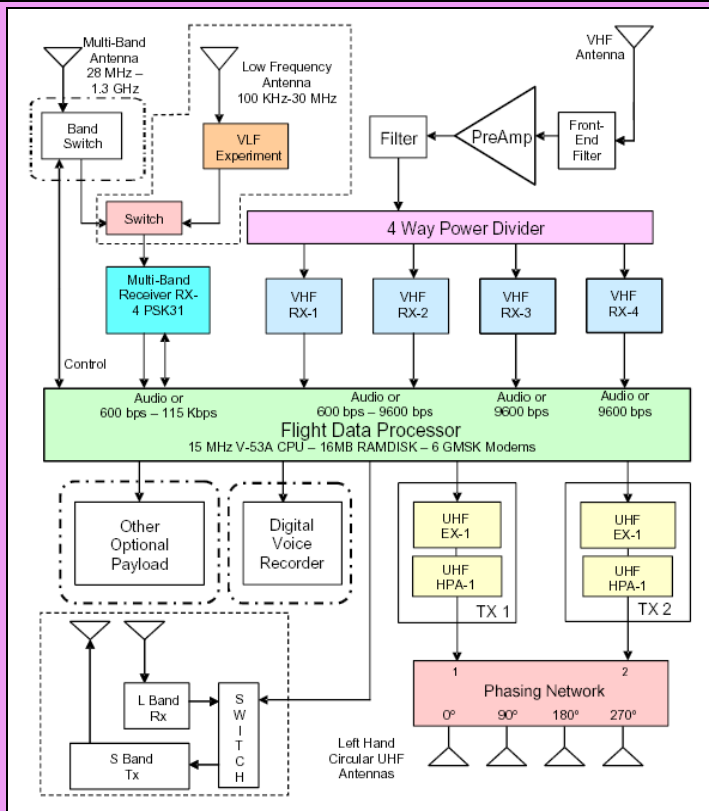 Multi-Band
Antenna
28 MHz –
1.3 GHz
Low Frequency
Antenna
100 KHz-30 MHz
VHF
Antenna
Band
Switch
VLF
Experiment
Filter
PreAmp
Front-
End
Filter
Switch
4 Way Power Divider
Multi-Band
Receiver RX-
4 PSK31
VHF
RX-1
VHF
RX-2
VHF
RX-3
VHF
RX-4
Control
Audio or
600 bps – 115 Kbps
Audio or
600 bps – 9600 bps
Audio or
9600 bps
Audio or
9600 bps
Flight Data Processor
15 MHz V-53A CPU – 16MB RAMDISK – 6 GMSK Modems
Other
Optional
Payload
Digital
Voice
Recorder
UHF
EX-1
UHF
HPA-1
TX 1
UHF
EX-1
UHF
HPA-1
TX 2
L Band
Rx
S
W
I
T
C
H
S Band
Tx
1
2
Phasing Network
0º
90º
180º
270º
Left Hand
Circular UHF
Antennas